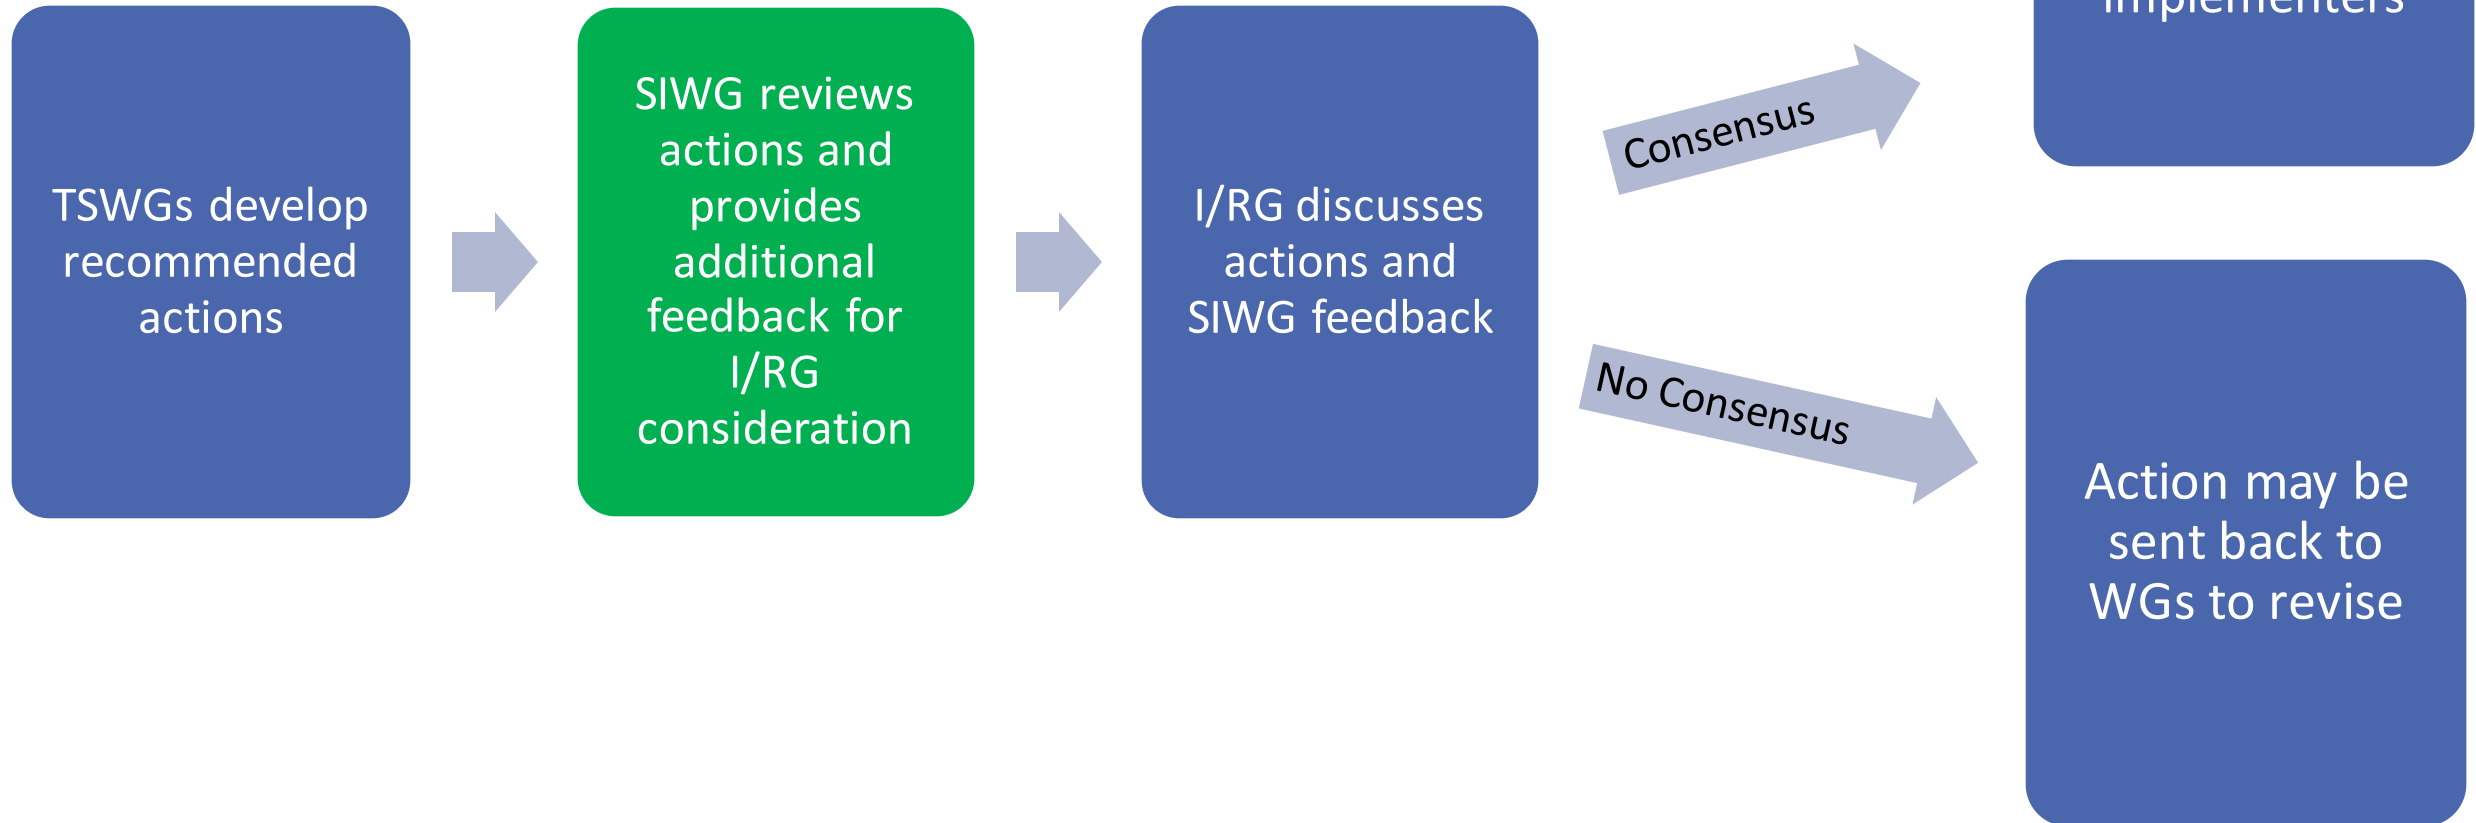 TSWGs develop
recommended
actions
SIWG reviews
actions and
provides
additional
feedback for
I/RG
consideration
I/RG discusses
actions and
SIWG feedback
Consensus
implementers
No Consensus
Action may be
sent back to
WGs to revise